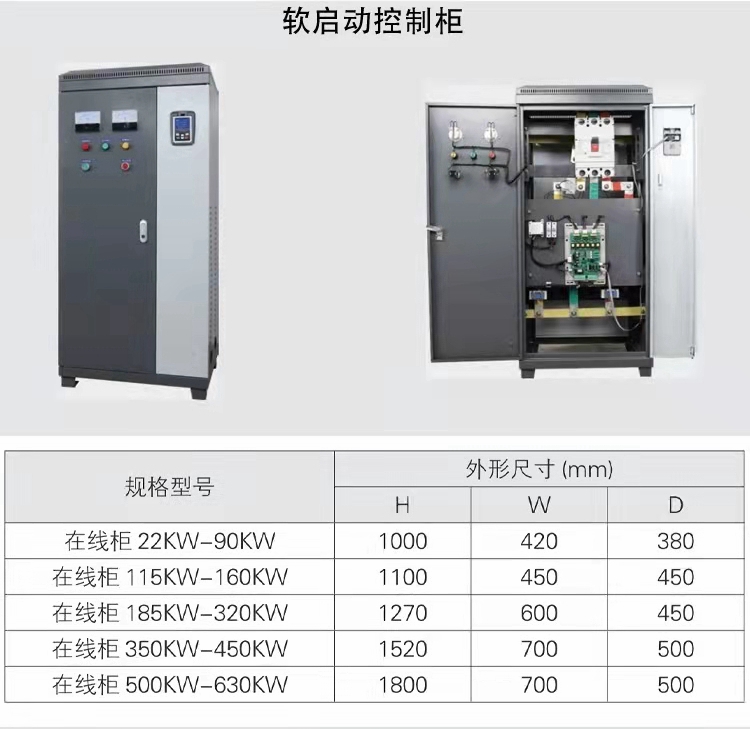 软启动控制柜
规格型号 外形尺寸 (mm)
H W D
在线柜 22KW-90KW 1000 420 380
在线柜 115KW-160KW 1100 450 450
在线柜 185KW-320KW 1270 600 450
在线柜 350KW-450KW 1520 700 500
在线柜 500KW-630KW 1800 700 500